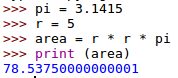 >>> pi = 3.1415
>>> r = 5
>>> area = r * r * pi
>>> print (area)
78.53750000000001